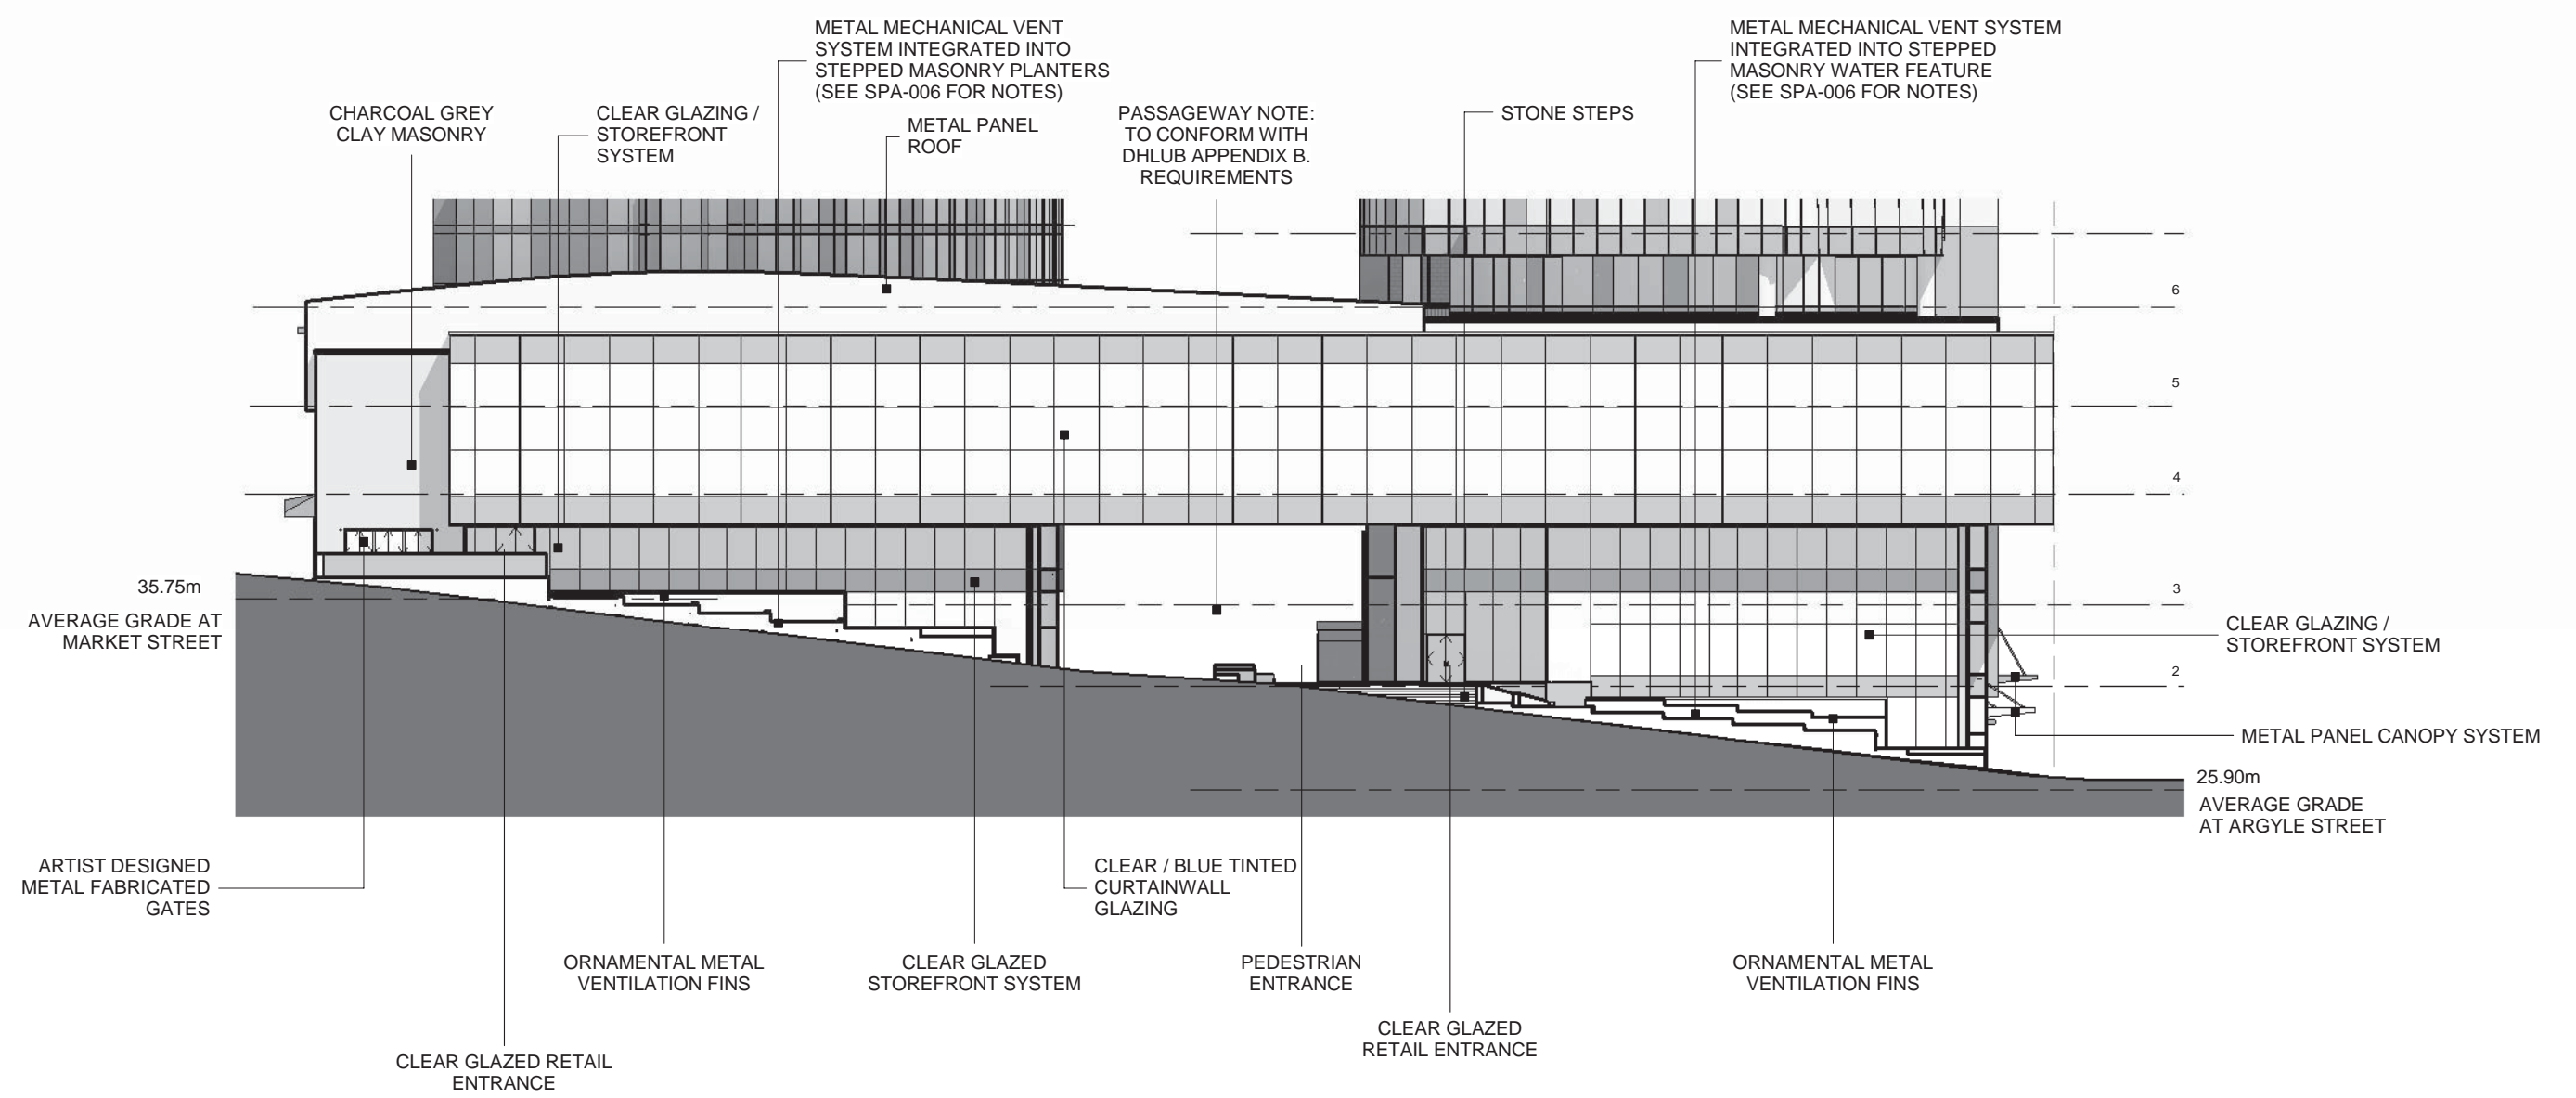 METAL MECHANICAL VENT
SYSTEM INTEGRATED INTO
STEPPED MASONRY PLANTERS
(SEE SPA-006 FOR NOTES)
METAL MECHANICAL VENT SYSTEM
INTEGRATED INTO STEPPED
MASONRY WATER FEATURE
(SEE SPA-006 FOR NOTES)
CHARCOAL GREY
CLAY MASONRY
CLEAR GLAZING /
STOREFRONT
SYSTEM
METAL PANEL
ROOF
PASSAGEWAY NOTE:
TO CONFORM WITH
DHLUB APPENDIX B.
REQUIREMENTS
STONE STEPS
6
5
4
3
2
35.75m
AVERAGE GRADE AT
MARKET STREET
CLEAR GLAZING /
STOREFRONT SYSTEM
METAL PANEL CANOPY SYSTEM
25.90m
AVERAGE GRADE
AT ARGYLE STREET
ARTIST DESIGNED
METAL FABRICATED
GATES
CLEAR / BLUE TINTED
CURTAINWALL
GLAZING
ORNAMENTAL METAL
VENTILATION FINS
CLEAR GLAZED
STOREFRONT SYSTEM
PEDESTRIAN
ENTRANCE
ORNAMENTAL METAL
VENTILATION FINS
CLEAR GLAZED
RETAIL ENTRANCE
CLEAR GLAZED RETAIL
ENTRANCE